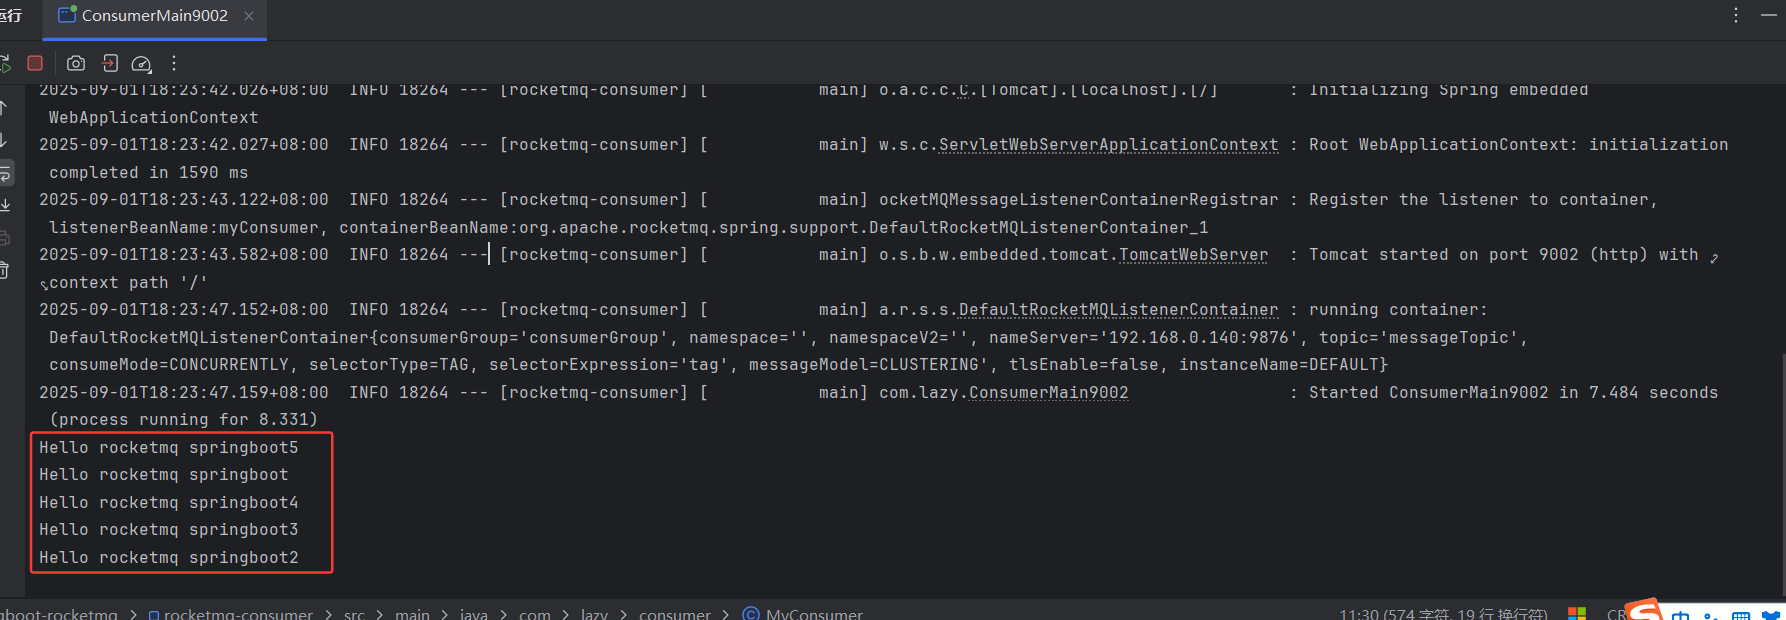 运行
ConsumerMain9002
2025-09-01T18:23:42.026+08:00  INFO 18264 --- [rocketmq-consumer] [           main] o.a.c.c.C.[Tomcat].[localhost].[/]       : Initializing Spring embedded
WebApplicationContext
2025-09-01T18:23:42.027+08:00  INFO 18264 --- [rocketmq-consumer] [           main] w.s.c.ServletWebServerApplicationContext : Root WebApplicationContext: initialization
completed in 1590 ms
2025-09-01T18:23:43.122+08:00  INFO 18264 --- [rocketmq-consumer] [           main] ocketMQMessageListenerContainerRegistrar : Register the listener to container,
listenerBeanName:myConsumer, containerBeanName:org.apache.rocketmq.spring.support.DefaultRocketMQListenerContainer_1
2025-09-01T18:23:43.582+08:00  INFO 18264 --- [rocketmq-consumer] [           main] o.s.b.w.embedded.tomcat.TomcatWebServer  : Tomcat started on port 9002 (http) with
context path '/'
2025-09-01T18:23:47.152+08:00  INFO 18264 --- [rocketmq-consumer] [           main] a.r.s.s.DefaultRocketMQListenerContainer : running container:
DefaultRocketMQListenerContainer{consumerGroup='consumerGroup', namespace='', namespaceV2='', nameServer='192.168.0.140:9876', topic='messageTopic',
consumeMode=CONCURRENTLY, selectorType=TAG, selectorExpression='tag', messageModel=CLUSTERING', tlsEnable=false, instanceName=DEFAULT}
2025-09-01T18:23:47.159+08:00  INFO 18264 --- [rocketmq-consumer] [           main] com.lazy.ConsumerMain9002                : Started ConsumerMain9002 in 7.484 seconds
(process running for 8.331)
Hello rocketmq springboot5
Hello rocketmq springboot
Hello rocketmq springboot4
Hello rocketmq springboot3
Hello rocketmq springboot2
gboot-rocketmq > rocketmq-consumer > src > main > java > com > lazy > consumer > MyConsumer 11:30 (574 字符, 19 行 换行符) CR 中